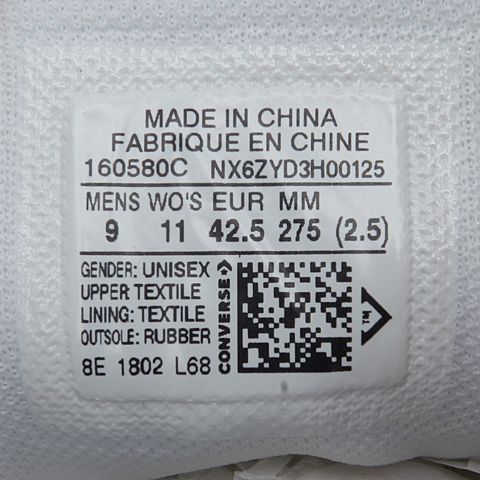 MADE IN CHINA
FABRIQUE EN CHINE
160580C NX6ZYD3H00125
MENS WO'S EUR MM
9 11 42.5 275 (2.5)
GENDER: UNISEX
UPPER TEXTILE
LINING: TEXTILE
OUTSOLE: RUBBER
8E 1802 L68
CONVERSE